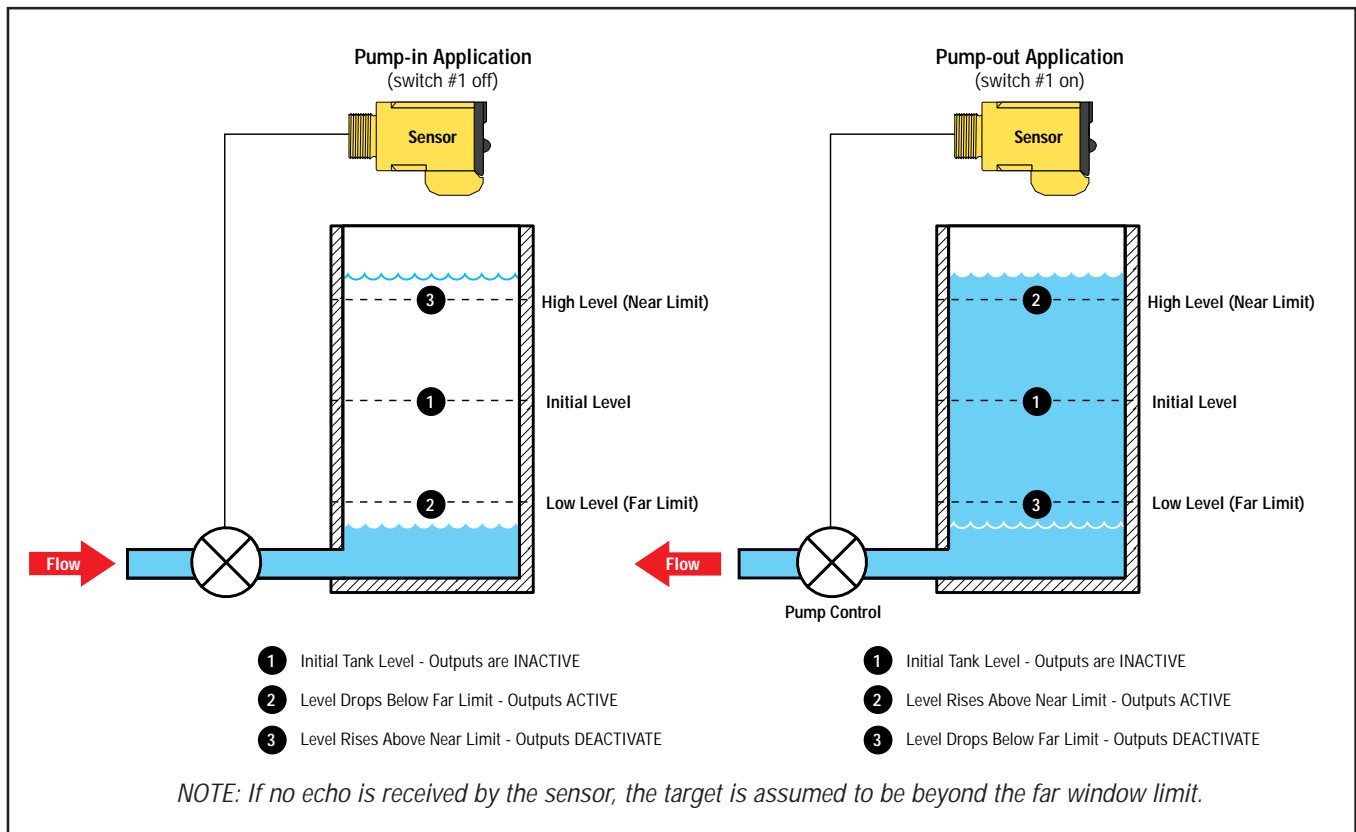 Pump-in Application
(switch #1 off)
Sensor
3
High Level (Near Limit)
1
Initial Level
2
Low Level (Far Limit)
Flow
1 Initial Tank Level - Outputs are INACTIVE
2 Level Drops Below Far Limit - Outputs ACTIVE
3 Level Rises Above Near Limit - Outputs DEACTIVATE
Pump-out Application
(switch #1 on)
Sensor
2
High Level (Near Limit)
1
Initial Level
3
Low Level (Far Limit)
Flow
Pump Control
1 Initial Tank Level - Outputs are INACTIVE
2 Level Rises Above Near Limit - Outputs ACTIVE
3 Level Drops Below Far Limit - Outputs DEACTIVATE
NOTE: If no echo is received by the sensor, the target is assumed to be beyond the far window limit.